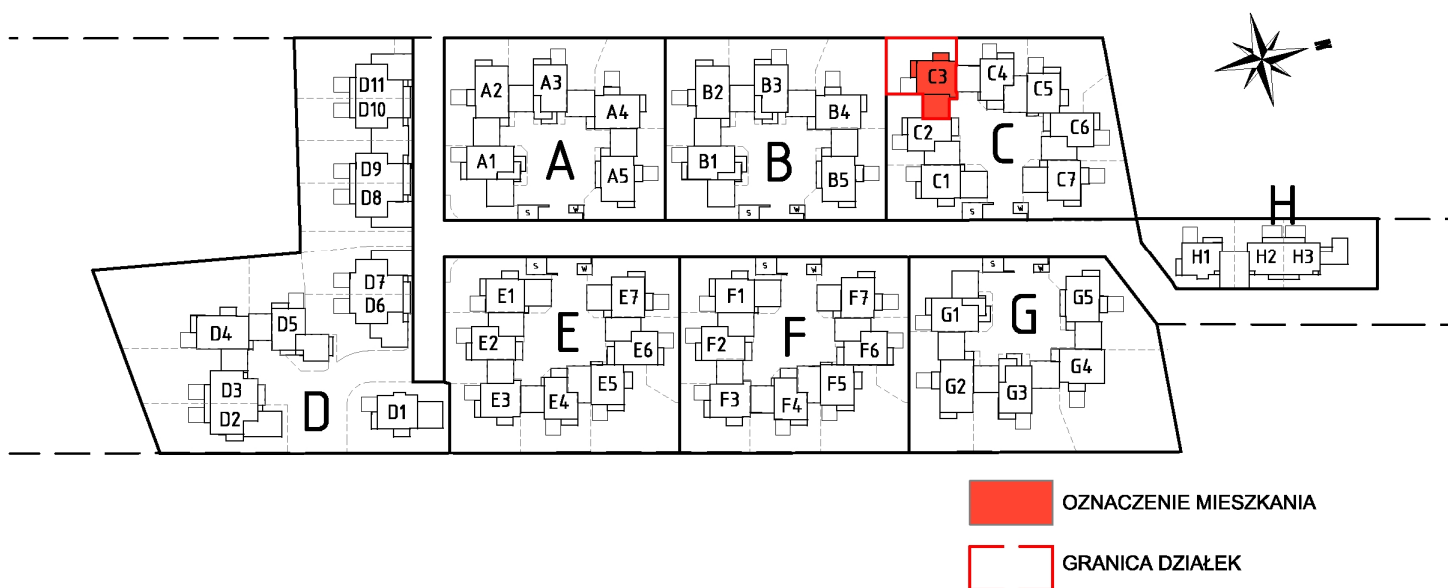 N
D11
D10
D9
D8
D7
D6
D5
D4
D3
D2
D1
D
A2
A3
A4
A1
A5
A
S
W
B2
B3
B4
B1
B5
B
S
W
C3
C4
C5
C2
C6
C1
C7
C
S
W
H
H1
H2
H3
S
W
E1
E7
E2
E6
E3
E4
E5
E
S
W
F1
F7
F2
F6
F3
F4
F5
F
S
W
G1
G5
G2
G3
G4
G
OZNACZENIE MIESZKANIA
GRANICA DZIAŁEK